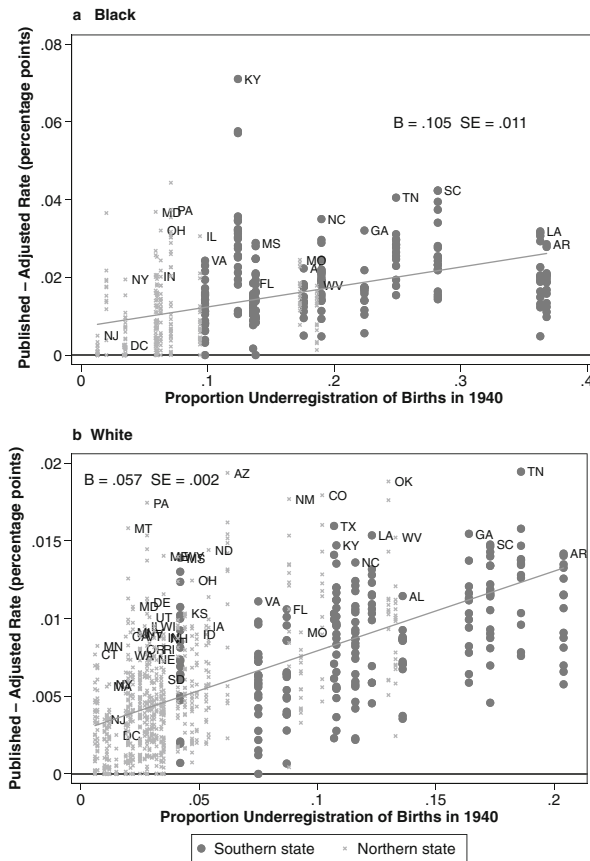 a Black
Published – Adjusted Rate (percentage points)
.08
.06
.04
.02
0
KY
B = .105 SE = .011
MD
PA
OH
IL
NY
IN
VA
NJ
DC
MS
FL
NC
MO
WV
GA
TN
SC
LA
AR
0
.1
.2
.3
.4
Proportion Underregistration of Births in 1940
b White
Published – Adjusted Rate (percentage points)
.02
.015
.01
.005
0
B = .057 SE = .002
AZ
PA
MT
ND
MS
OH
DE
MD
UT
KS
WI
IA
ID
MN
CT
WA
RI
NE
SD
NJ
DC
VA
FL
NM
CO
MO
TX
KY
NC
LA
OK
WV
AL
GA
SC
TN
AR
0
.05
.1
.15
.2
Proportion Underregistration of Births in 1940
Southern state
Northern state